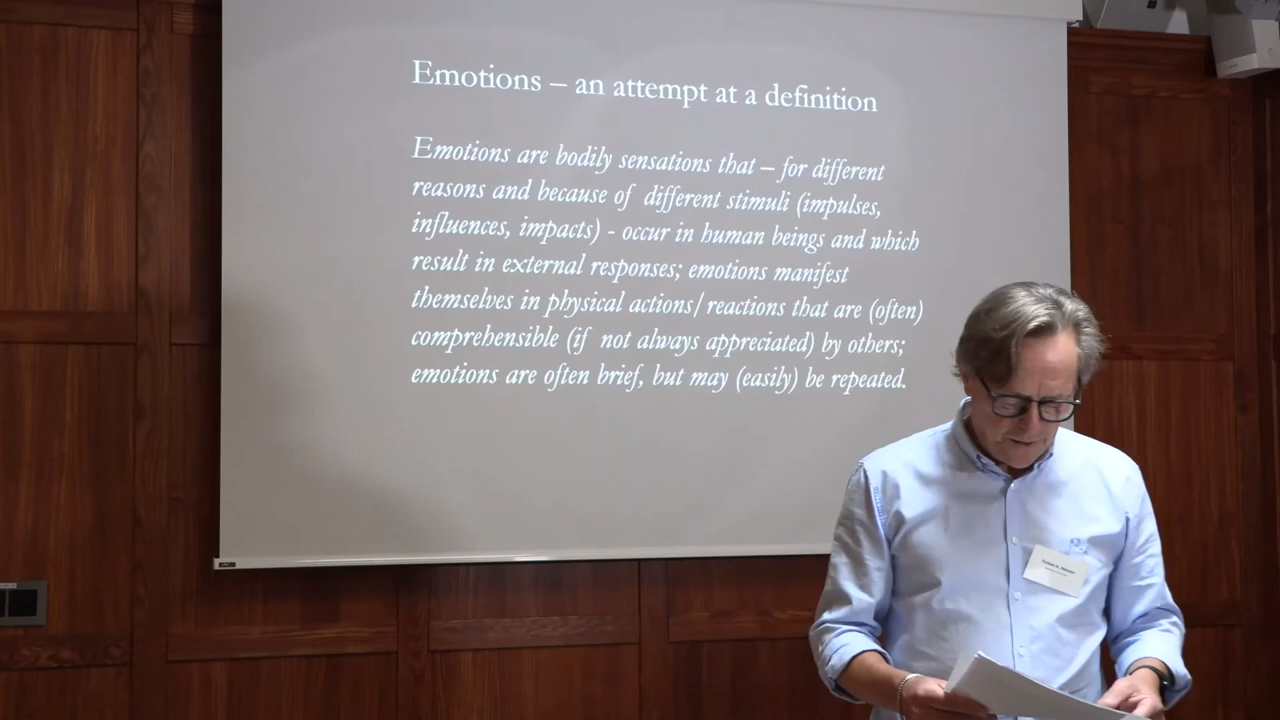 Emotions – an attempt at a definition
Emotions are bodily sensations that – for different
reasons and because of different stimuli (impulses,
influences, impacts) - occur in human beings and which
result in external responses; emotions manifest
themselves in physical actions/ reactions that are (often)
comprehensible (if not always appreciated) by others;
emotions are often brief, but may (easily) be repeated.